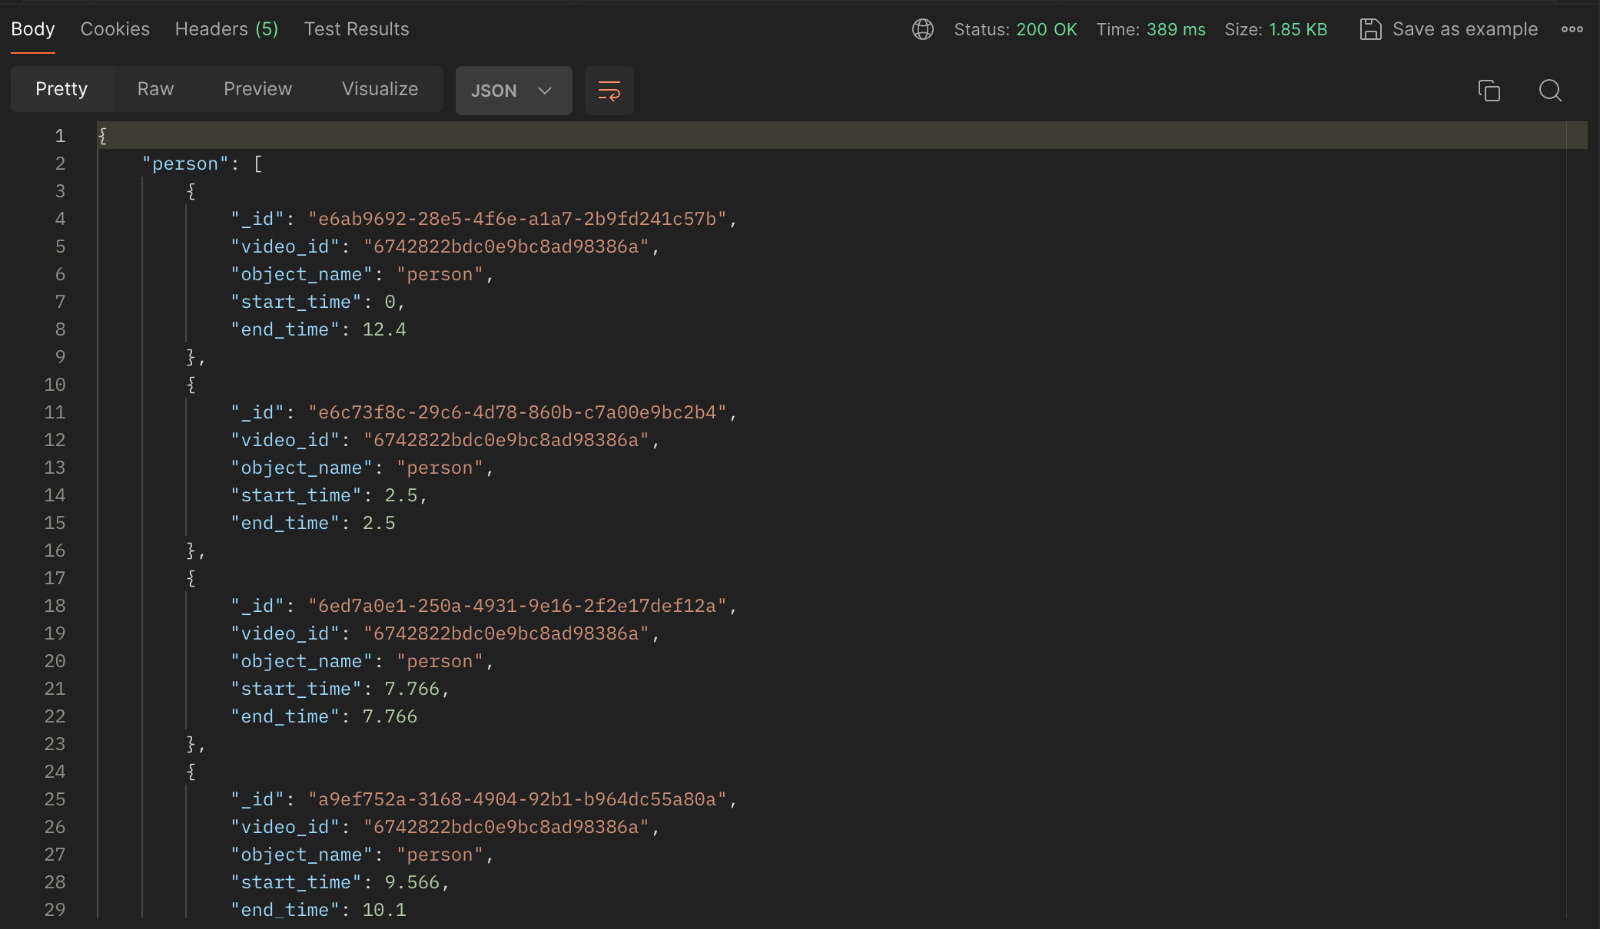 Body Cookies Headers (5) Test Results Status: 200 OK Time: 389 ms Size: 1.85 KB Save as example
Pretty Raw Preview Visualize JSON
1 {
2 "person": [
3 {
4 "_id": "e6ab9692-28e5-4f6e-a1a7-2b9fd241c57b",
5 "video_id": "6742822bdc0e9bc8ad98386a",
6 "object_name": "person",
7 "start_time": 0,
8 "end_time": 12.4
9 },
10 {
11 "_id": "e6c73f8c-29c6-4d78-860b-c7a00e9bc2b4",
12 "video_id": "6742822bdc0e9bc8ad98386a",
13 "object_name": "person",
14 "start_time": 2.5,
15 "end_time": 2.5
16 },
17 {
18 "_id": "6ed7a0e1-250a-4931-9e16-2f2e17def12a",
19 "video_id": "6742822bdc0e9bc8ad98386a",
20 "object_name": "person",
21 "start_time": 7.766,
22 "end_time": 7.766
23 },
24 {
25 "_id": "a9ef752a-3168-4904-92b1-b964dc55a80a",
26 "video_id": "6742822bdc0e9bc8ad98386a",
27 "object_name": "person",
28 "start_time": 9.566,
29 "end_time": 10.1